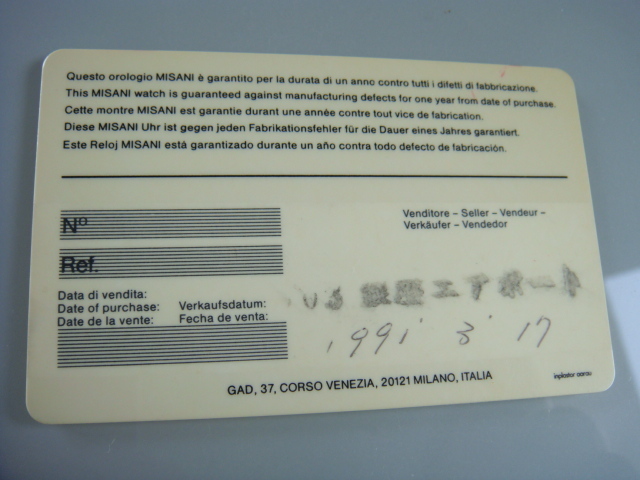 Questo orologio MISANI è garantito per la durata di un anno contro tutti i difetti di fabbricazione.
This MISANI watch is guaranteed against manufacturing defects for one year from date of purchase.
Cette montre MISANI est garantie durant une année contre tout vice de fabrication.
Diese MISANI Uhr ist gegen jeden Fabrikationsfehler für die Dauer eines Jahres garantiert.
Este Reloj MISANI está garantizado durante un año contra todo defecto de fabricación.
Nº
Venditore – Seller – Vendeur –
Verkäufer – Vendedor
Ref.
Data di vendita:
Date of purchase: Verkaufsdatum:
Date de la vente: Fecha de venta:
1991 3 17
GAD, 37, CORSO VENEZIA, 20121 MILANO, ITALIA